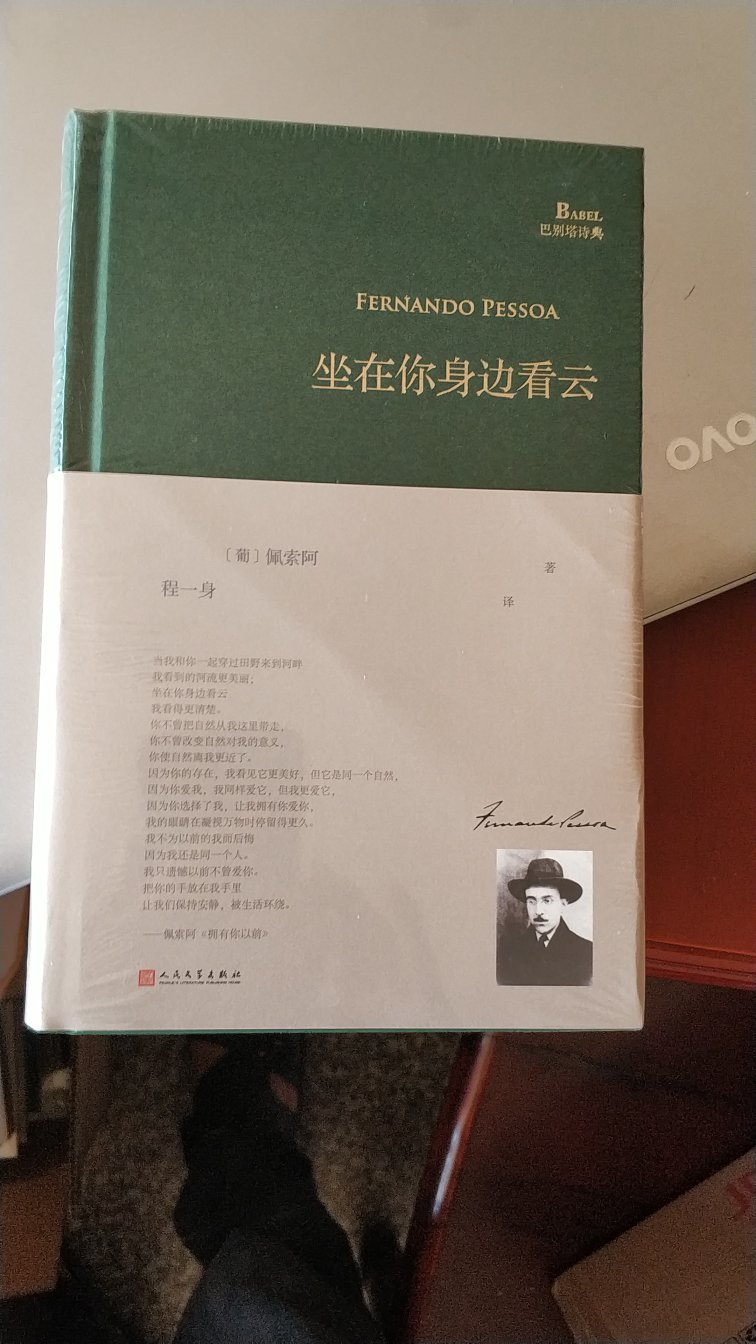 BABEL
巴别塔诗典
FERNANDO PESSOA
坐在你身边看云
〔葡〕佩索阿 著
程一身 译
当我和你一起穿过田野来到河畔
我看到的河流更美丽；
坐在你身边看云
我看得更清楚。
你不曾把自然从我这里带走，
你不曾改变自然对我的意义，
你使自然离我更近了。
因为你的存在，我看见它更美好，但它是同一个自然，
因为你爱我，我同样爱它，但我更爱它，
因为你选择了我，让我拥有你爱你，
我的眼睛在凝视万物时停留得更久。
我不为以前的我而后悔
因为我还是同一个人。
我只遗憾以前不曾爱你。
把你的手放在我手里
让我们保持安静，被生活环绕。
——佩索阿《拥有你以前》
Fernando Pessoa
人民文学出版社
PEOPLE'S LITERATURE PUBLISHING HOUSE
lenovo